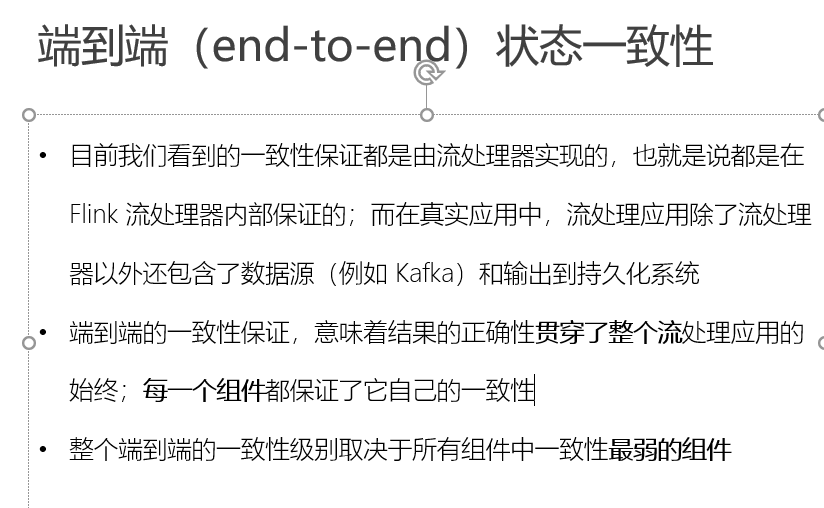 端到端（end-to-end）状态一致性
• 目前我们看到的一致性保证都是由流处理器实现的，也就是说都是在
Flink 流处理器内部保证的；而在真实应用中，流处理应用除了流处理
器以外还包含了数据源（例如 Kafka）和输出到持久化系统
• 端到端的一致性保证，意味着结果的正确性贯穿了整个流处理应用的
始终；每一个组件都保证了它自己的一致性
• 整个端到端的一致性级别取决于所有组件中一致性最弱的组件